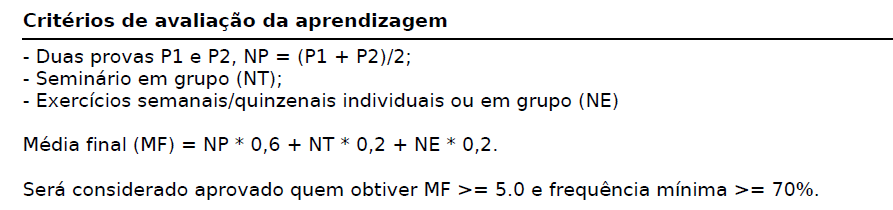 Critérios de avaliação da aprendizagem
- Duas provas P1 e P2, NP = (P1 + P2)/2;
- Seminário em grupo (NT);
- Exercícios semanais/quinzenais individuais ou em grupo (NE)
Média final (MF) = NP * 0,6 + NT * 0,2 + NE * 0,2.
Será considerado aprovado quem obtiver MF >= 5.0 e frequência mínima >= 70%.